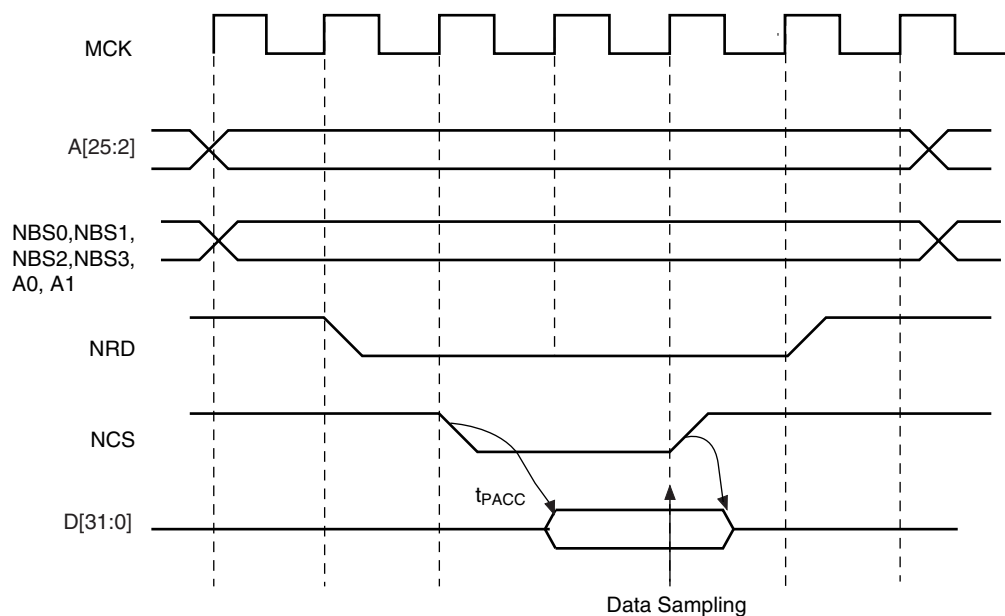 MCK
A[25:2]
NBS0,NBS1,
NBS2,NBS3,
A0, A1
NRD
NCS
tPACC
D[31:0]
Data Sampling